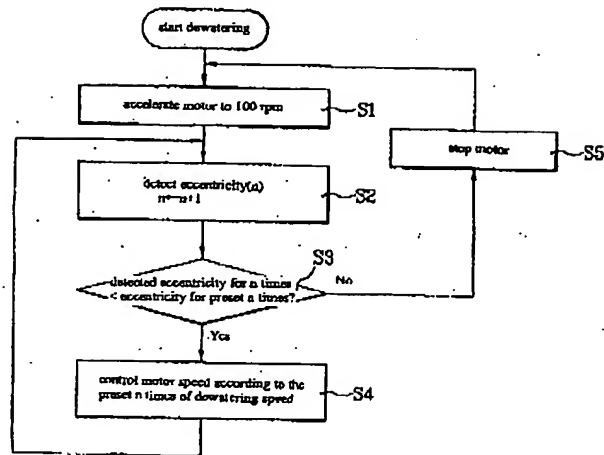 start dewatering
accelerate motor to 100 rpm
S1
stop motor
S5
detect eccentricity(n)
n←n+1
S2
S3
detected eccentricity for n times
< eccentricity for preset n times?
No
Yes
control motor speed according to the
preset n times of dewatering speed
S4